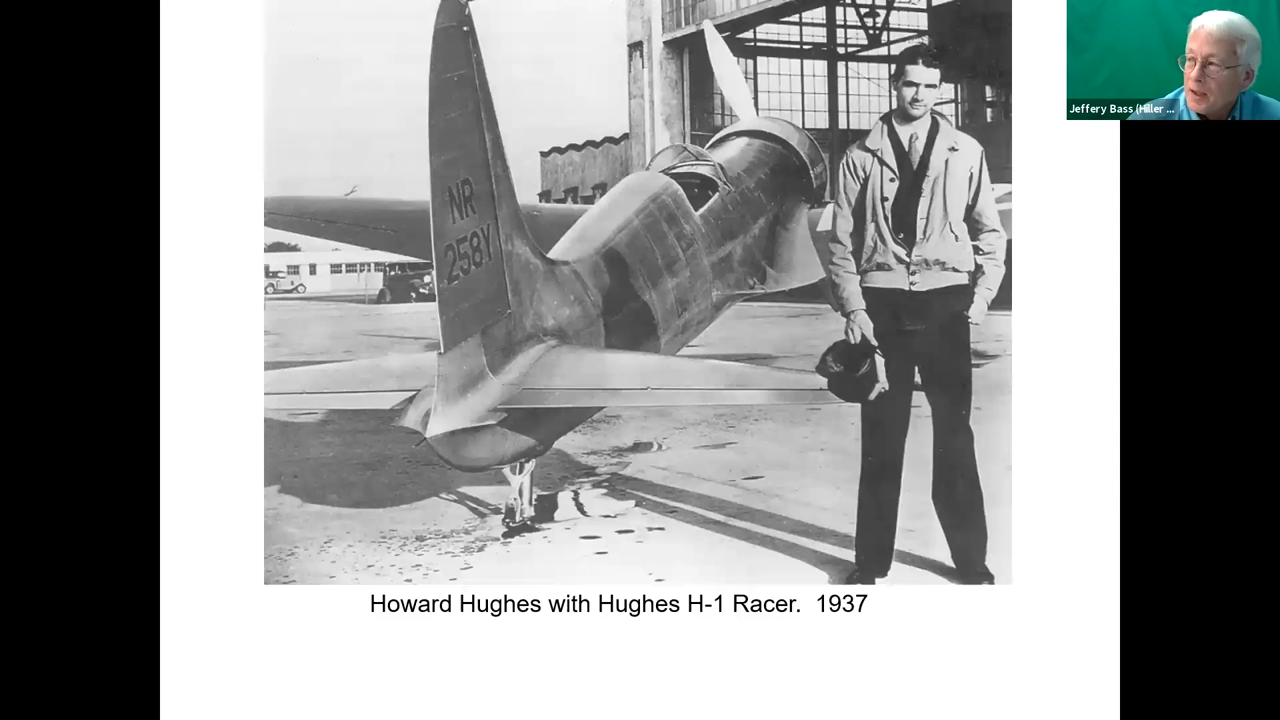 Jeffery Bass (Hiller ...
NR
258Y
Howard Hughes with Hughes H-1 Racer.  1937